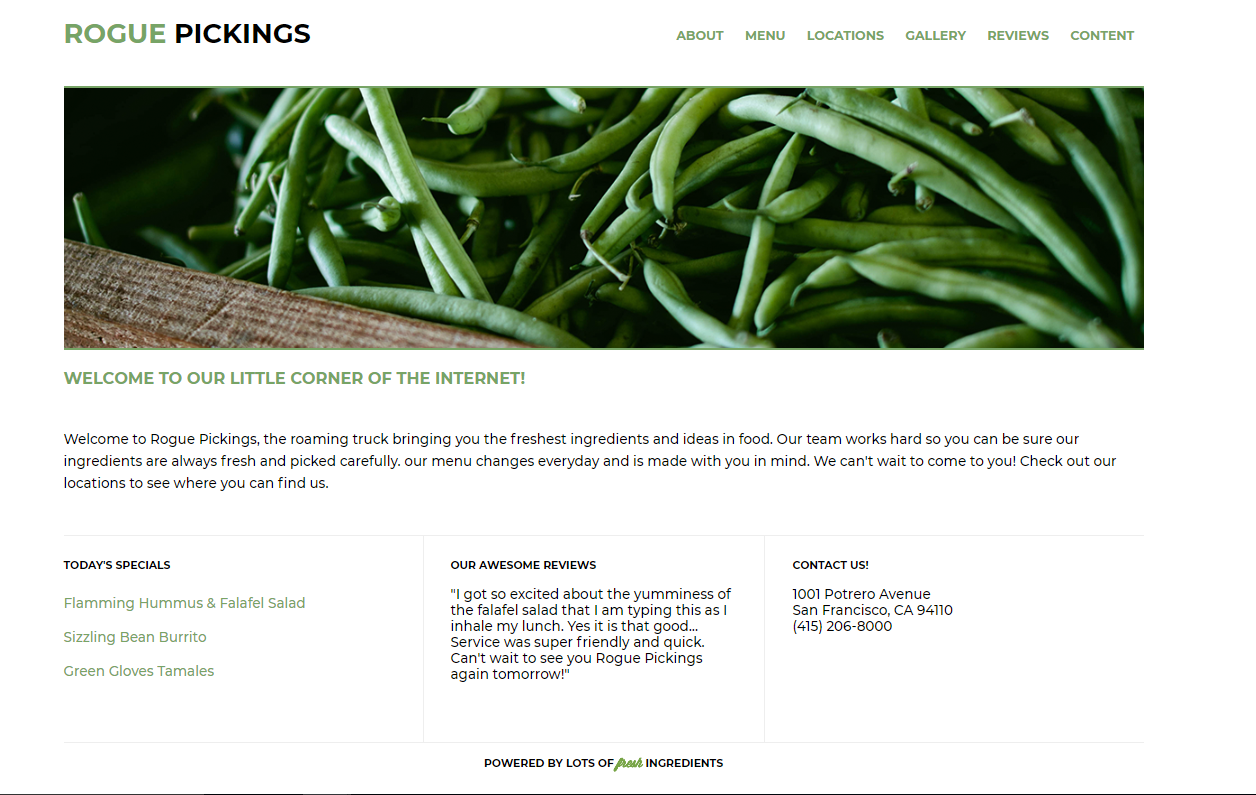 ROGUE PICKINGS
ABOUT MENU LOCATIONS GALLERY REVIEWS CONTENT
WELCOME TO OUR LITTLE CORNER OF THE INTERNET!
Welcome to Rogue Pickings, the roaming truck bringing you the freshest ingredients and ideas in food. Our team works hard so you can be sure our
ingredients are always fresh and picked carefully. our menu changes everyday and is made with you in mind. We can't wait to come to you! Check out our
locations to see where you can find us.
TODAY'S SPECIALS
Flamming Hummus & Falafel Salad
Sizzling Bean Burrito
Green Gloves Tamales
OUR AWESOME REVIEWS
"I got so excited about the yumminess of
the falafel salad that I am typing this as I
inhale my lunch. Yes it is that good...
Service was super friendly and quick.
Can't wait to see you Rogue Pickings
again tomorrow!"
CONTACT US!
1001 Potrero Avenue
San Francisco, CA 94110
(415) 206-8000
POWERED BY LOTS OF fresh INGREDIENTS